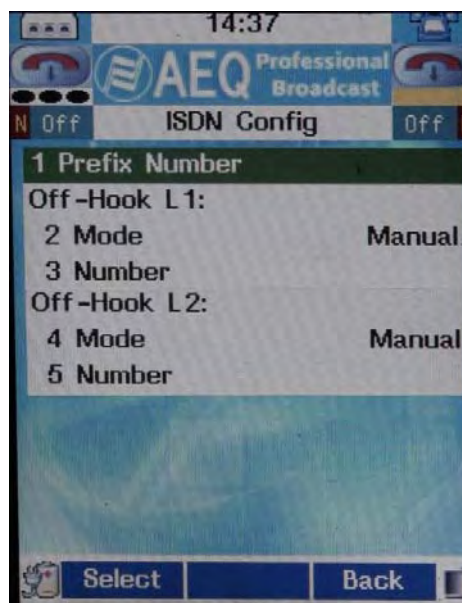 14:37
AEQ Professional Broadcast
N Off ISDN Config Off
1 Prefix Number
Off-Hook L1:
2 Mode Manual
3 Number
Off-Hook L2:
4 Mode Manual
5 Number
Select Back